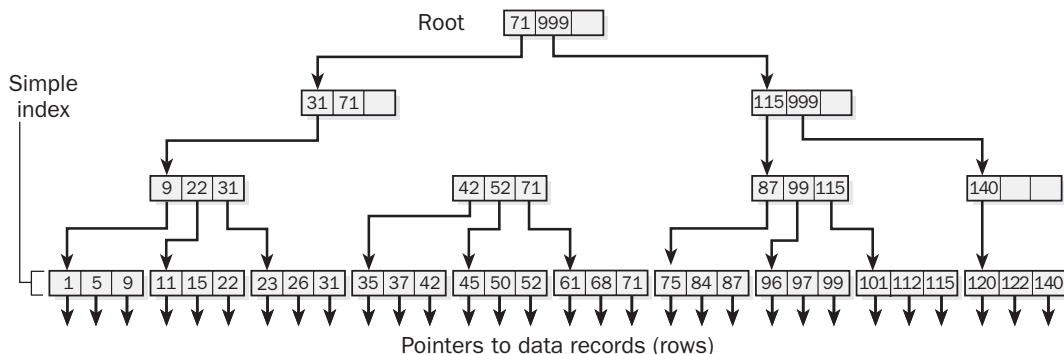 Root
71 999
Simple
index
31 71
115 999
9 22 31
42 52 71
87 99 115
140
1 5 9
11 15 22
23 26 31
35 37 42
45 50 52
61 68 71
75 84 87
96 97 99
101 112 115
120 122 140
Pointers to data records (rows)